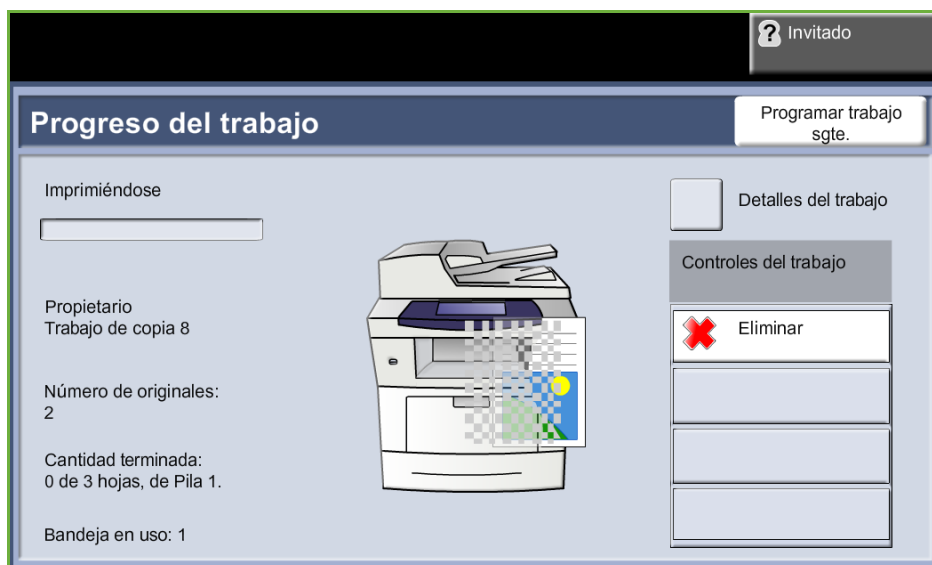 Invitado
Progreso del trabajo
Programar trabajo
sgte.
Imprimiéndose
Detalles del trabajo
Controles del trabajo
Propietario
Trabajo de copia 8
Eliminar
Número de originales:
2
Cantidad terminada:
0 de 3 hojas, de Pila 1.
Bandeja en uso: 1